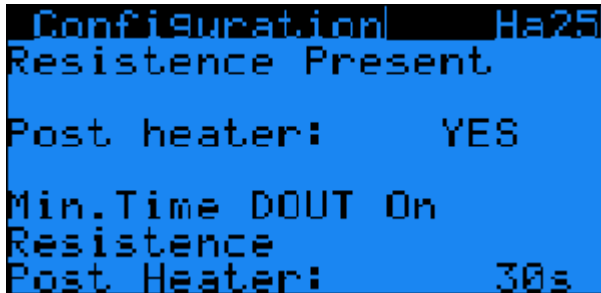 Configuration Ha25
Resistence Present
Post heater: YES
Min.Time DOUT On
Resistence
Post Heater: 30s